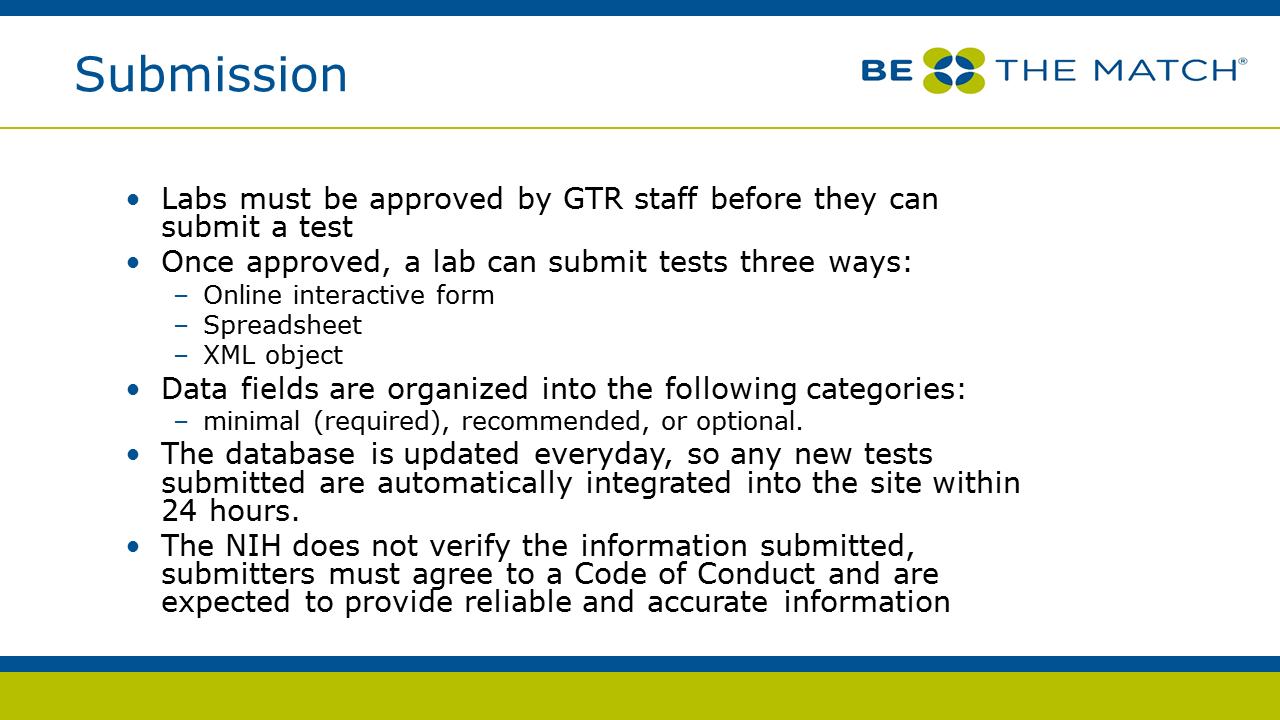 Submission
BE THE MATCH®
• Labs must be approved by GTR staff before they can
submit a test
• Once approved, a lab can submit tests three ways:
– Online interactive form
– Spreadsheet
– XML object
• Data fields are organized into the following categories:
– minimal (required), recommended, or optional.
• The database is updated everyday, so any new tests
submitted are automatically integrated into the site within
24 hours.
• The NIH does not verify the information submitted,
submitters must agree to a Code of Conduct and are
expected to provide reliable and accurate information